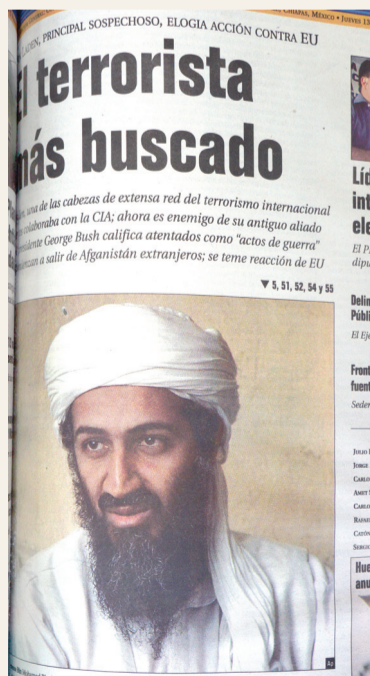 CHIAPAS, MÉXICO • JUEVES 13
LADEN, PRINCIPAL SOSPECHOSO, ELOGIA ACCIÓN CONTRA EU
El terrorista
más buscado
una de las cabezas de extensa red del terrorismo internacional
colaboraba con la CIA; ahora es enemigo de su antiguo aliado
George Bush califica atentados como "actos de guerra"
a salir de Afganistán extranjeros; se teme reacción de EU
▼ 5, 51, 52, 54 y 55
AP
Líd
int
ele
El P
dipu
Delin
Públi
El Eje
Front
fuent
Seder
JULIO
JORGE
CARLO
AMET
CARLO
RAFAE
CATÓN
SERGIO
Hue
anu